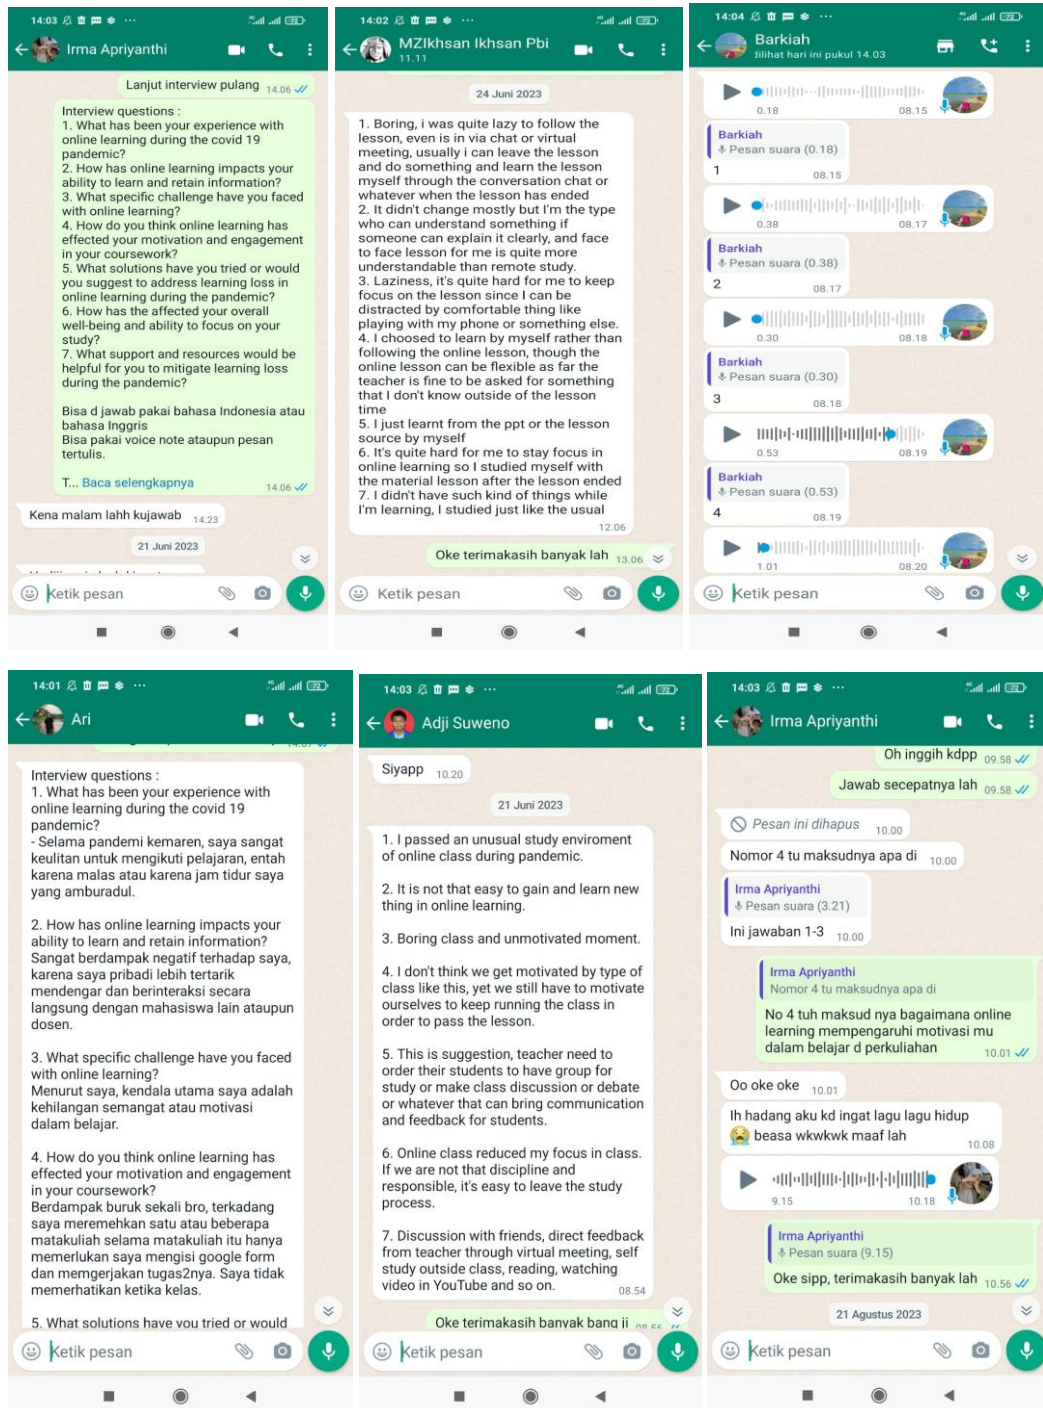 14:03
Irma Apriyanthi
Lanjut interview pulang 14.06
Interview questions :
1. What has been your experience with
online learning during the covid 19
pandemic?
2. How has online learning impacts your
ability to learn and retain information?
3. What specific challenge have you faced
with online learning?
4. How do you think online learning has
effected your motivation and engagement
in your coursework?
5. What solutions have you tried or would
you suggest to address learning loss in
online learning during the pandemic?
6. How has the affected your overall
well-being and ability to focus on your
study?
7. What support and resources would be
helpful for you to mitigate learning loss
during the pandemic?
Bisa d jawab pakai bahasa Indonesia atau
bahasa Inggris
Bisa pakai voice note ataupun pesan
tertulis.
T... Baca selengkapnya 14.06
Kena malam lahh kujawab 14.23
21 Juni 2023
Ketik pesan
14:02
MZIkhsan Ikhsan Pbi
11.11
24 Juni 2023
1. Boring, i was quite lazy to follow the
lesson, even is in via chat or virtual
meeting, usually i can leave the lesson
and do something and learn the lesson
myself through the conversation chat or
whatever when the lesson has ended
2. It didn't change mostly but I'm the type
who can understand something if
someone can explain it clearly, and face
to face lesson for me is quite more
understandable than remote study.
3. Laziness, it's quite hard for me to keep
focus on the lesson since I can be
distracted by comfortable thing like
playing with my phone or something else.
4. I choosed to learn by myself rather than
following the online lesson, though the
online lesson can be flexible as far the
teacher is fine to be asked for something
that I don't know outside of the lesson
time
5. I just learnt from the ppt or the lesson
source by myself
6. It's quite hard for me to stay focus in
online learning so I studied myself with
the material lesson after the lesson ended
7. I didn't have such kind of things while
I'm learning, I studied just like the usual
12.06
Oke terimakasih banyak lah 13.06
Ketik pesan
14:04
Barkiah
dilihat hari ini pukul 14.03
0.18 08.15
Barkiah
Pesan suara (0.18)
1 08.15
0.38 08.17
Barkiah
Pesan suara (0.38)
2 08.17
0.30 08.18
Barkiah
Pesan suara (0.30)
3 08.18
0.53 08.19
Barkiah
Pesan suara (0.53)
4 08.19
1.01 08.20
Ketik pesan
14:01
Ari
Interview questions :
1. What has been your experience with
online learning during the covid 19
pandemic?
- Selama pandemi kemaren, saya sangat
keulitan untuk mengikuti pelajaran, entah
karena malas atau karena jam tidur saya
yang amburadul.
2. How has online learning impacts your
ability to learn and retain information?
Sangat berdampak negatif terhadap saya,
karena saya pribadi lebih tertarik
mendengar dan berinteraksi secara
langsung dengan mahasiswa lain ataupun
dosen.
3. What specific challenge have you faced
with online learning?
Menurut saya, kendala utama saya adalah
kehilangan semangat atau motivasi
dalam belajar.
4. How do you think online learning has
effected your motivation and engagement
in your coursework?
Berdampak buruk sekali bro, terkadang
saya meremehkan satu atau beberapa
matakuliah selama matakuliah itu hanya
memerlukan saya mengisi google form
dan memgerjakan tugas2nya. Saya tidak
memerhatikan ketika kelas.
5. What solutions have you tried or would
Ketik pesan
14:03
Adji Suweno
Siyapp 10.20
21 Juni 2023
1. I passed an unusual study enviroment
of online class during pandemic.
2. It is not that easy to gain and learn new
thing in online learning.
3. Boring class and unmotivated moment.
4. I don't think we get motivated by type of
class like this, yet we still have to motivate
ourselves to keep running the class in
order to pass the lesson.
5. This is suggestion, teacher need to
order their students to have group for
study or make class discussion or debate
or whatever that can bring communication
and feedback for students.
6. Online class reduced my focus in class.
If we are not that discipline and
responsible, it's easy to leave the study
process.
7. Discussion with friends, direct feedback
from teacher through virtual meeting, self
study outside class, reading, watching
video in YouTube and so on. 08.54
Oke terimakasih banyak bang ji
Ketik pesan
14:03
Irma Apriyanthi
Oh inggih kdpp 09.58
Jawab secepatnya lah 09.58
Pesan ini dihapus 10.00
Nomor 4 tu maksudnya apa di 10.00
Irma Apriyanthi
Pesan suara (3.21)
Ini jawaban 1-3 10.00
Irma Apriyanthi
Nomor 4 tu maksudnya apa di
No 4 tuh maksud nya bagaimana online
learning mempengaruhi motivasi mu
dalam belajar d perkuliahan 10.01
Oo oke oke 10.01
Ih hadang aku kd ingat lagu lagu hidup
beasa wkwkwk maaf lah 10.08
9.15 10.18
Irma Apriyanthi
Pesan suara (9.15)
Oke sipp, terimakasih banyak lah 10.56
21 Agustus 2023
Ketik pesan